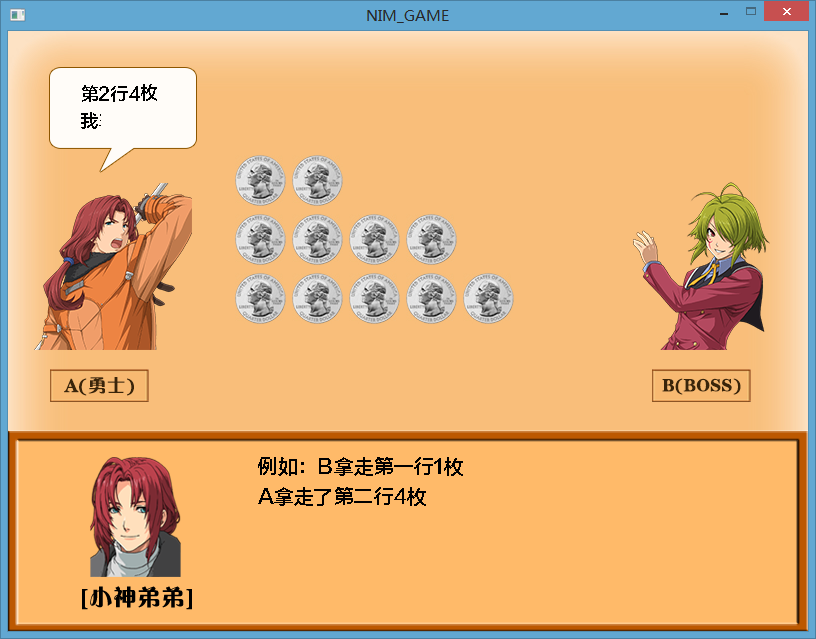 NIM_GAME
第2行4枚
我
A(勇士)
B(BOSS)
例如：B拿走第一行1枚
A拿走了第二行4枚
[小神弟弟]